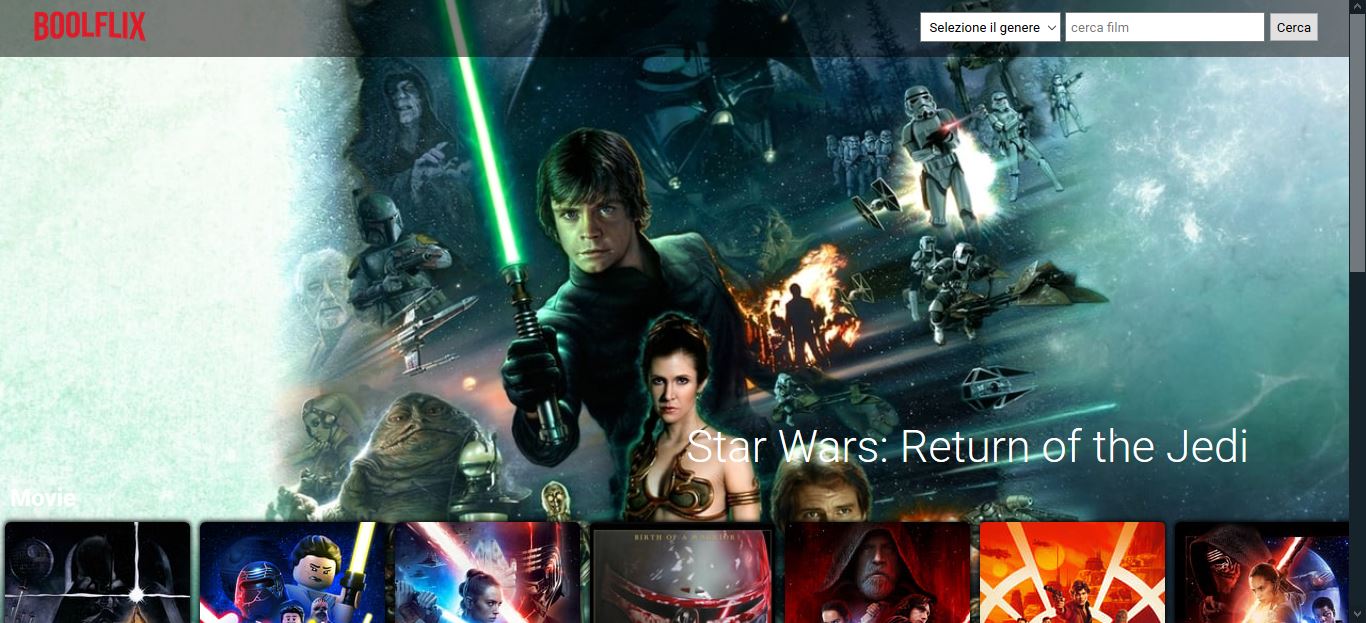 BOOLFLIX
Selezione il genere
cerca film
Cerca
Star Wars: Return of the Jedi
Movie
BIRTH OF A WARRIOR